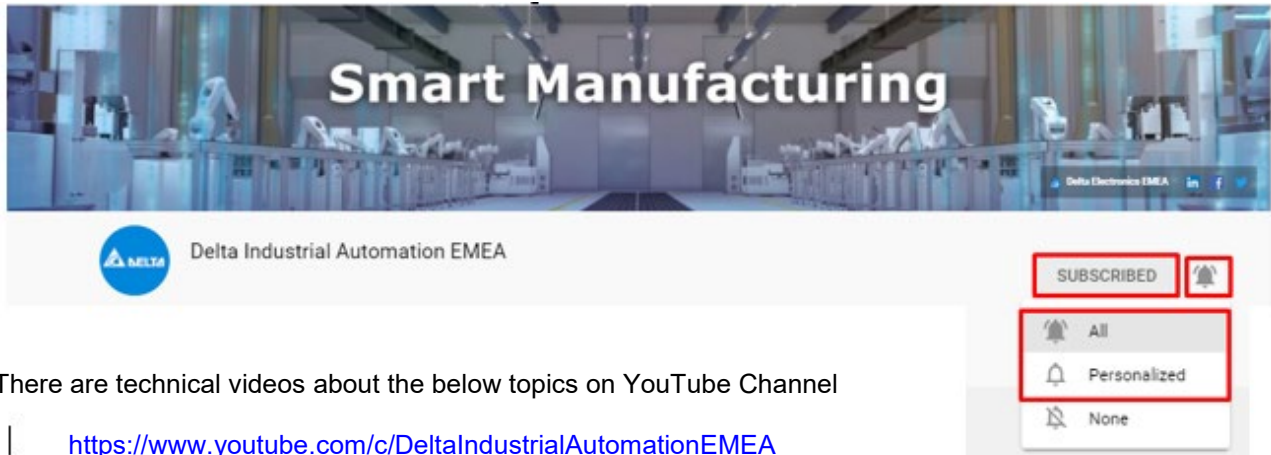 Smart Manufacturing
Delta Electronics EMEA
DELTA
Delta Industrial Automation EMEA
SUBSCRIBED
All
Personalized
None
There are technical videos about the below topics on YouTube Channel
https://www.youtube.com/c/DeltaIndustrialAutomationEMEA